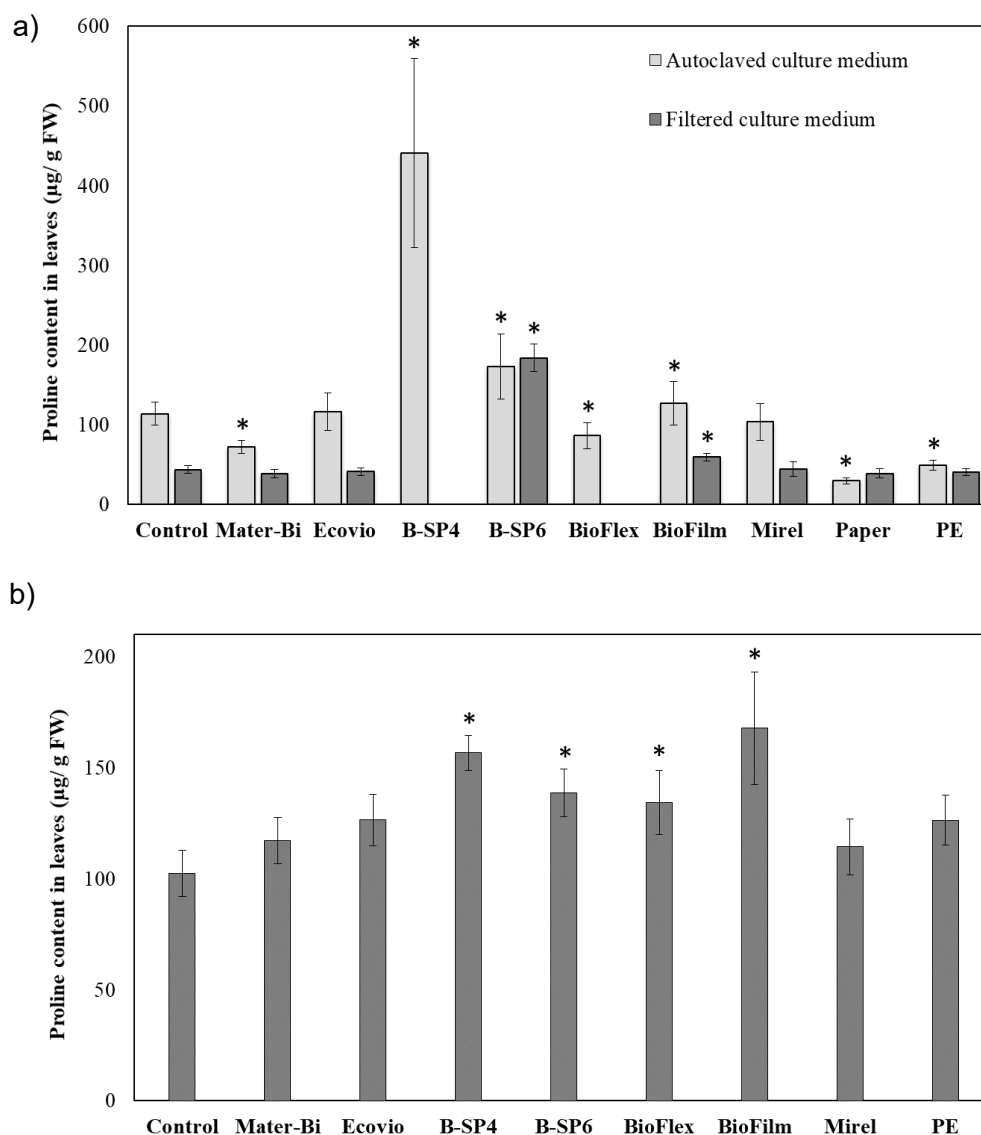 a)
Proline content in leaves (µg/ g FW)
600
500
400
300
200
100
0
Autoclaved culture medium
Filtered culture medium
* * * * * * * * *
Control Mater-Bi Ecovio B-SP4 B-SP6 BioFlex BioFilm Mirel Paper PE
b)
Proline content in leaves (µg/ g FW)
200
150
100
50
0
* * * *
Control Mater-Bi Ecovio B-SP4 B-SP6 BioFlex BioFilm Mirel PE